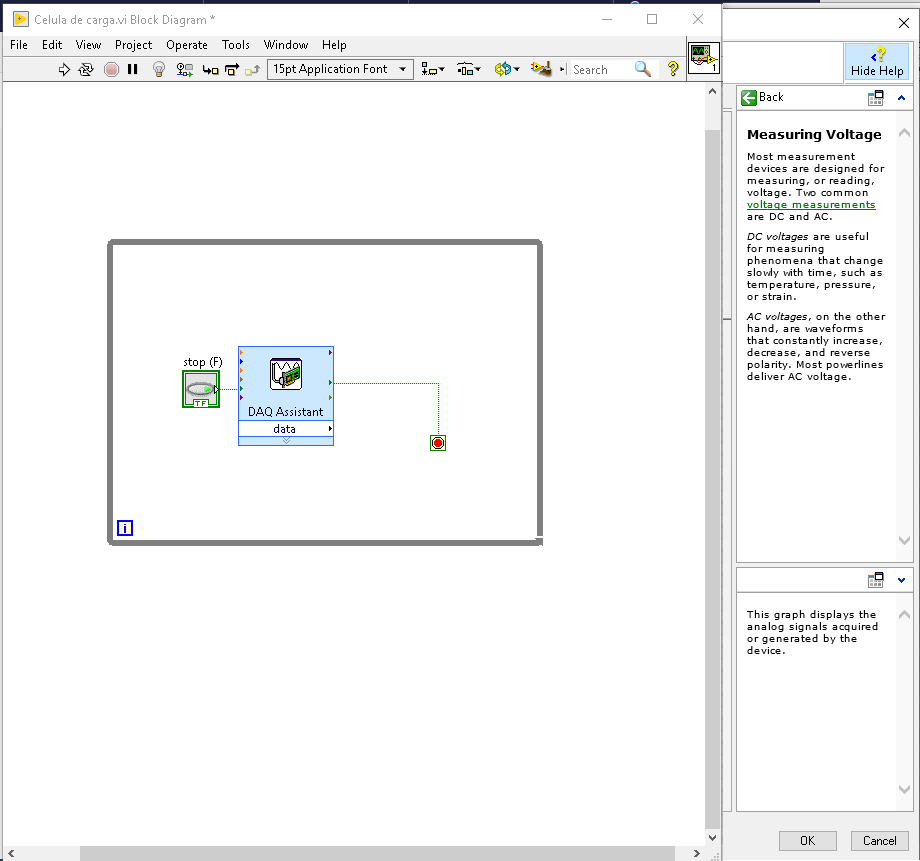 Celula de carga.vi Block Diagram *
File Edit View Project Operate Tools Window Help
15pt Application Font
Search
1
stop (F)
TF
DAQ Assistant
data
i
Hide Help
Back
Measuring Voltage
Most measurement
devices are designed for
measuring, or reading,
voltage. Two common
voltage measurements
are DC and AC.
DC voltages are useful
for measuring
phenomena that change
slowly with time, such as
temperature, pressure,
or strain.
AC voltages, on the other
hand, are waveforms
that constantly increase,
decrease, and reverse
polarity. Most powerlines
deliver AC voltage.
This graph displays the
analog signals acquired
or generated by the
device.
OK Cancel